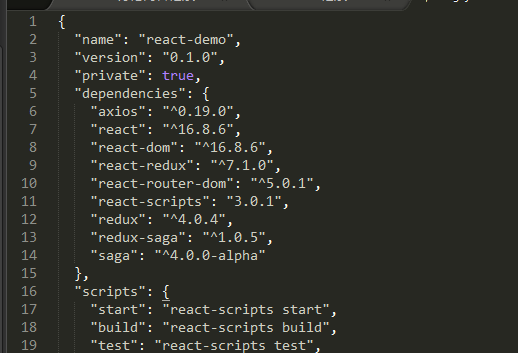 1 {
2 "name": "react-demo",
3 "version": "0.1.0",
4 "private": true,
5 "dependencies": {
6 "axios": "^0.19.0",
7 "react": "^16.8.6",
8 "react-dom": "^16.8.6",
9 "react-redux": "^7.1.0",
10 "react-router-dom": "^5.0.1",
11 "react-scripts": "3.0.1",
12 "redux": "^4.0.4",
13 "redux-saga": "^1.0.5",
14 "saga": "^4.0.0-alpha"
15 },
16 "scripts": {
17 "start": "react-scripts start",
18 "build": "react-scripts build",
19 "test": "react-scripts test",